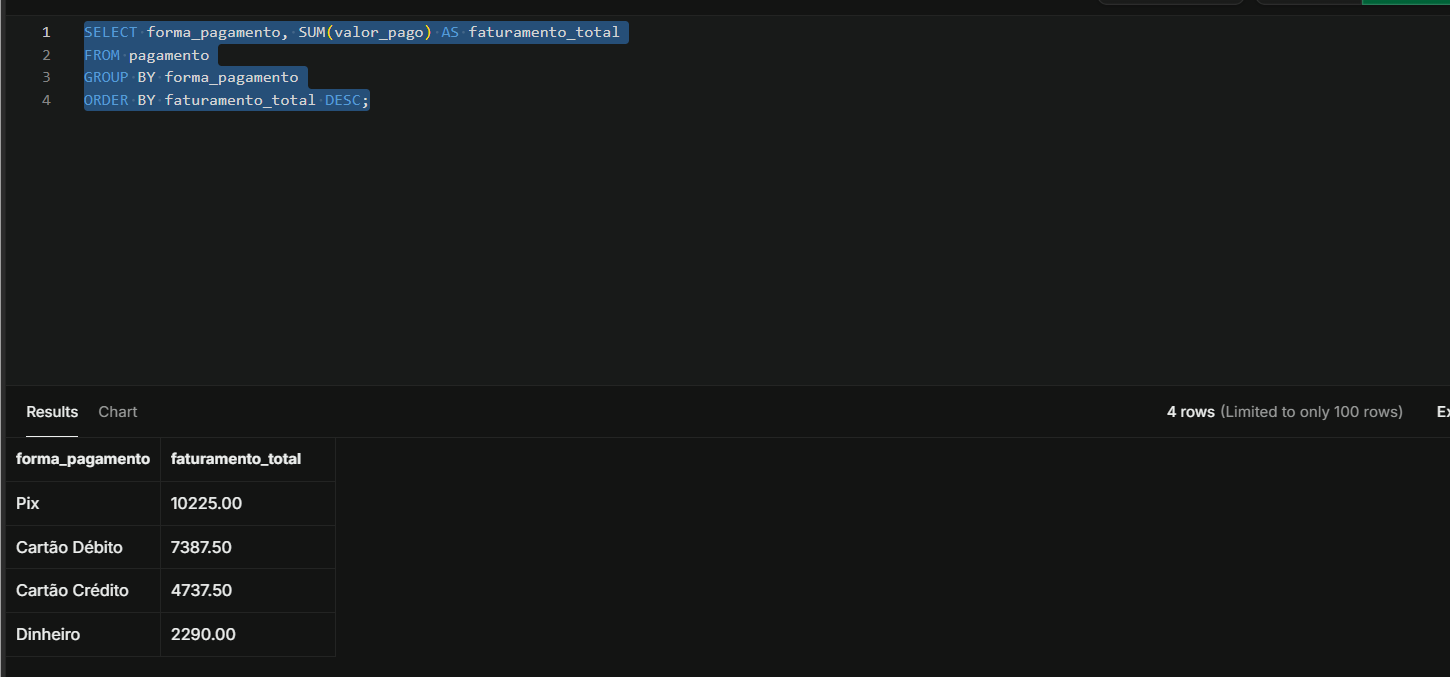 1 SELECT forma_pagamento, SUM(valor_pago) AS faturamento_total
2 FROM pagamento
3 GROUP BY forma_pagamento
4 ORDER BY faturamento_total DESC;
Results Chart 4 rows (Limited to only 100 rows)
forma_pagamento faturamento_total
Pix 10225.00
Cartão Débito 7387.50
Cartão Crédito 4737.50
Dinheiro 2290.00